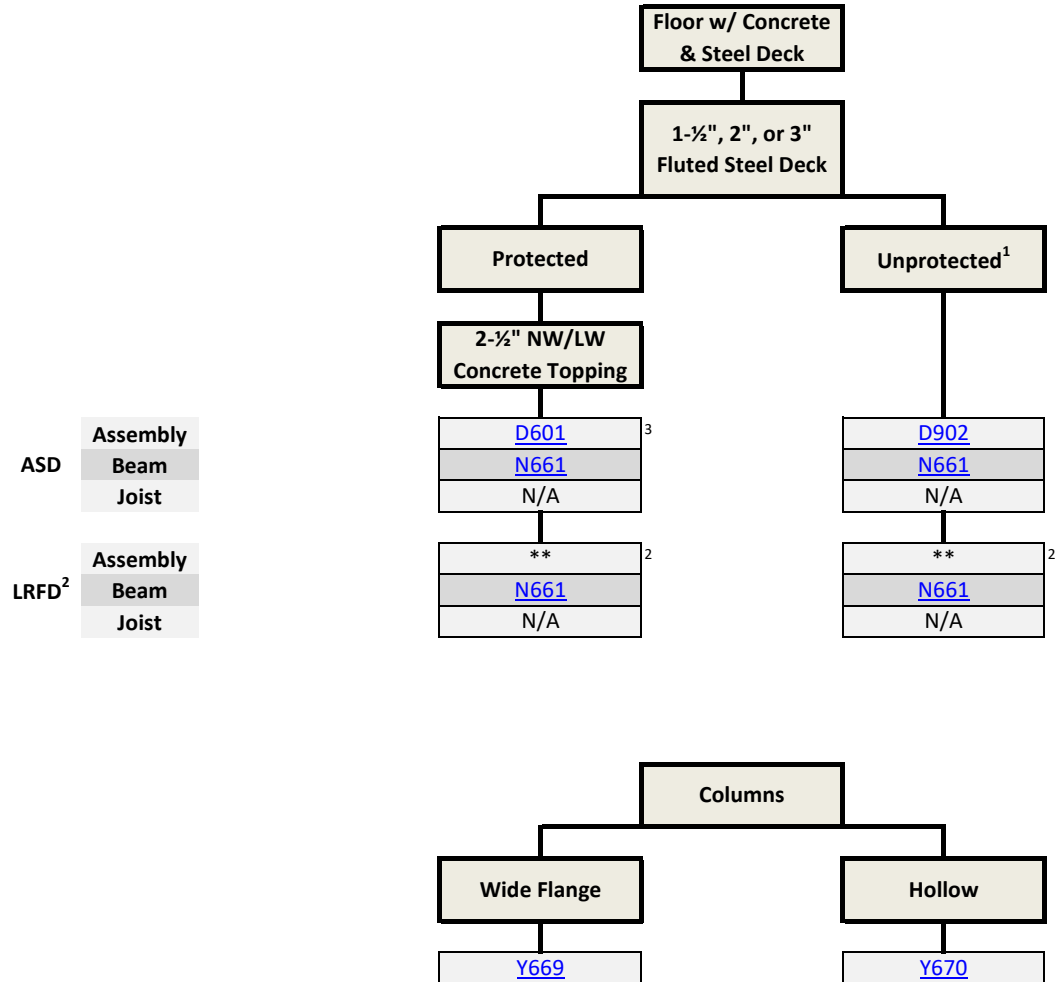 Floor w/ Concrete
& Steel Deck
1-½", 2", or 3"
Fluted Steel Deck
Protected
Unprotected¹
2-½" NW/LW
Concrete Topping
Assembly D601 ³ D902
ASD Beam N661 N661
Joist N/A N/A
Assembly ** ² ** ²
LRFD² Beam N661 N661
Joist N/A N/A
Columns
Wide Flange
Hollow
Y669 Y670